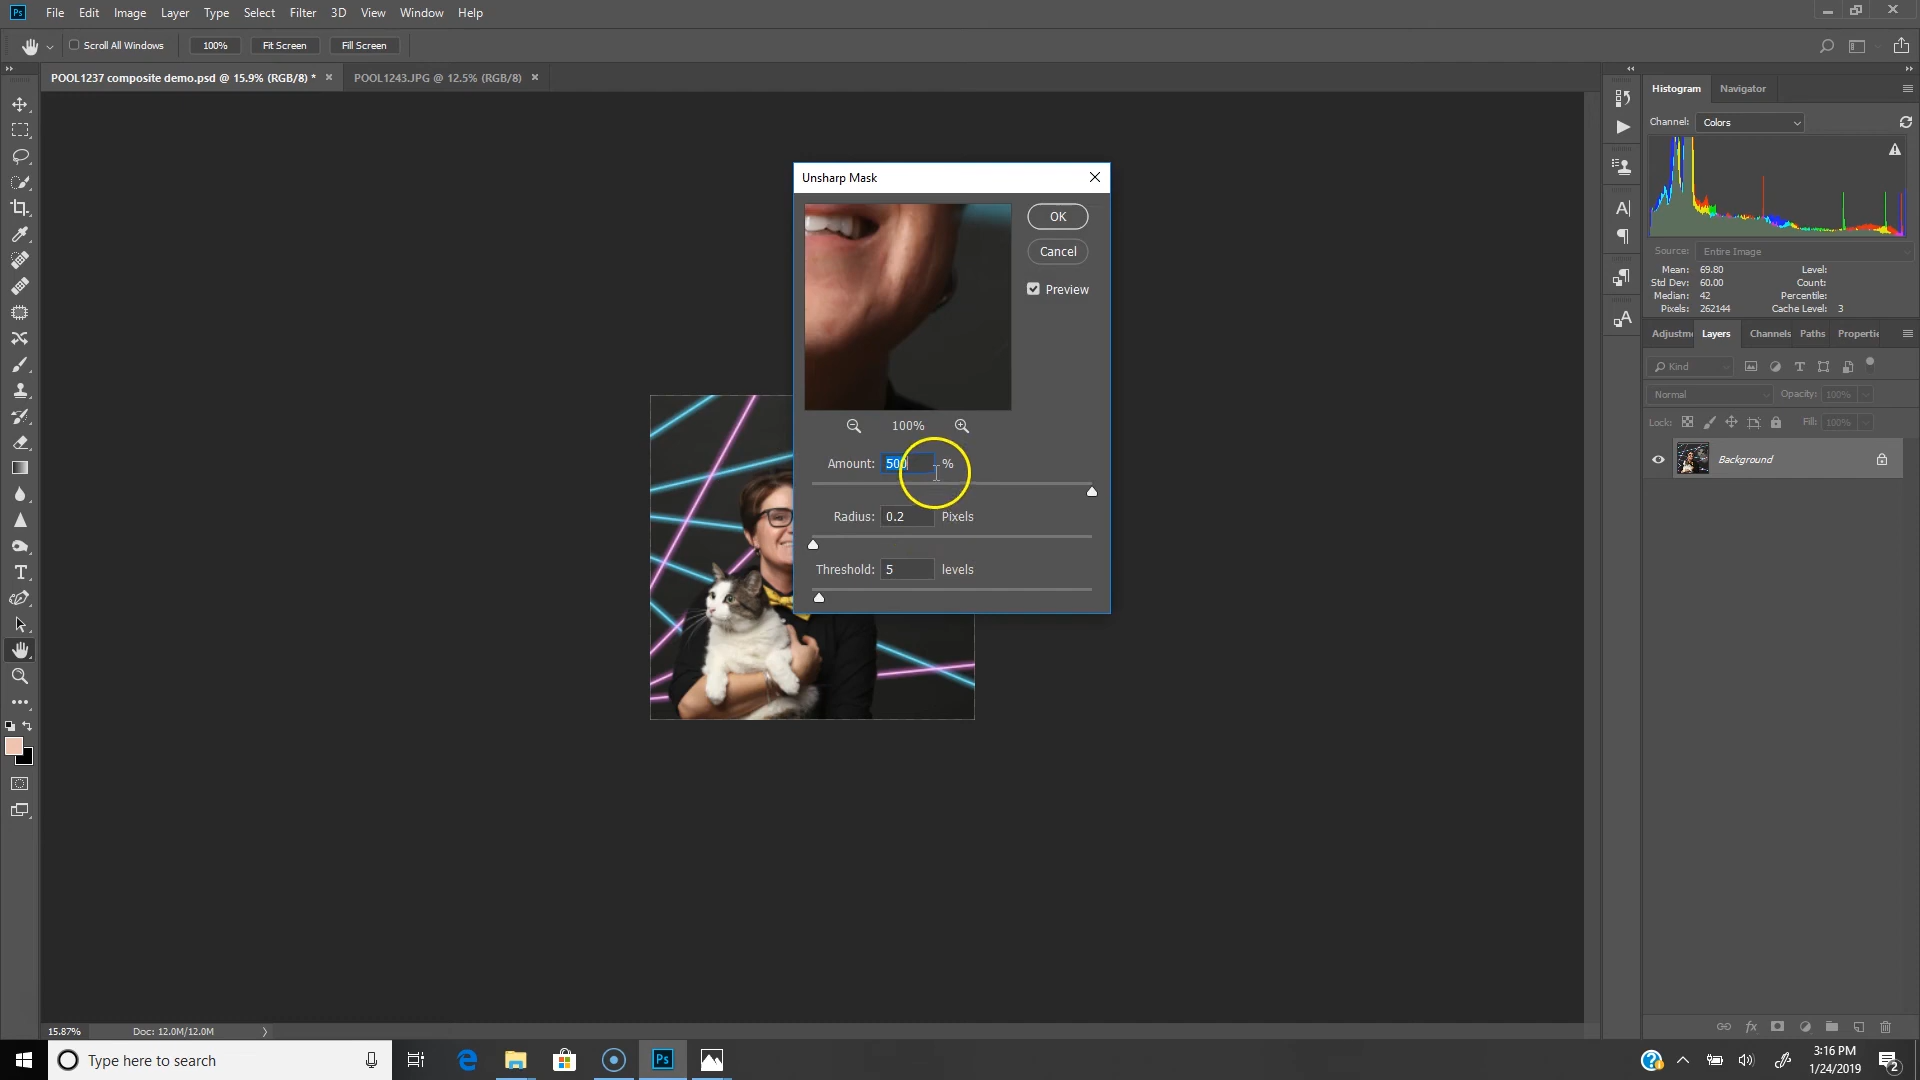 Ps File Edit Image Layer Type Select Filter 3D View Window Help
Scroll All Windows 100% Fit Screen Fill Screen
POOL1237 composite demo.psd @ 15.9% (RGB/8) * × POOL1243.JPG @ 12.5% (RGB/8) ×
Histogram Navigator
Channel: Colors
Source: Entire Image
Mean: 69.80 Level:
Std Dev: 60.00 Count:
Median: 42 Percentile:
Pixels: 262144 Cache Level: 3
Adjustm Layers Channels Paths Properti
Kind
Normal Opacity: 100%
Lock: Fill: 100%
Background
Unsharp Mask
OK
Cancel
Preview
100%
Amount: 500 %
Radius: 0.2 Pixels
Threshold: 5 levels
15.87% Doc: 12.0M/12.0M
Type here to search
Ps
3:16 PM
1/24/2019
2